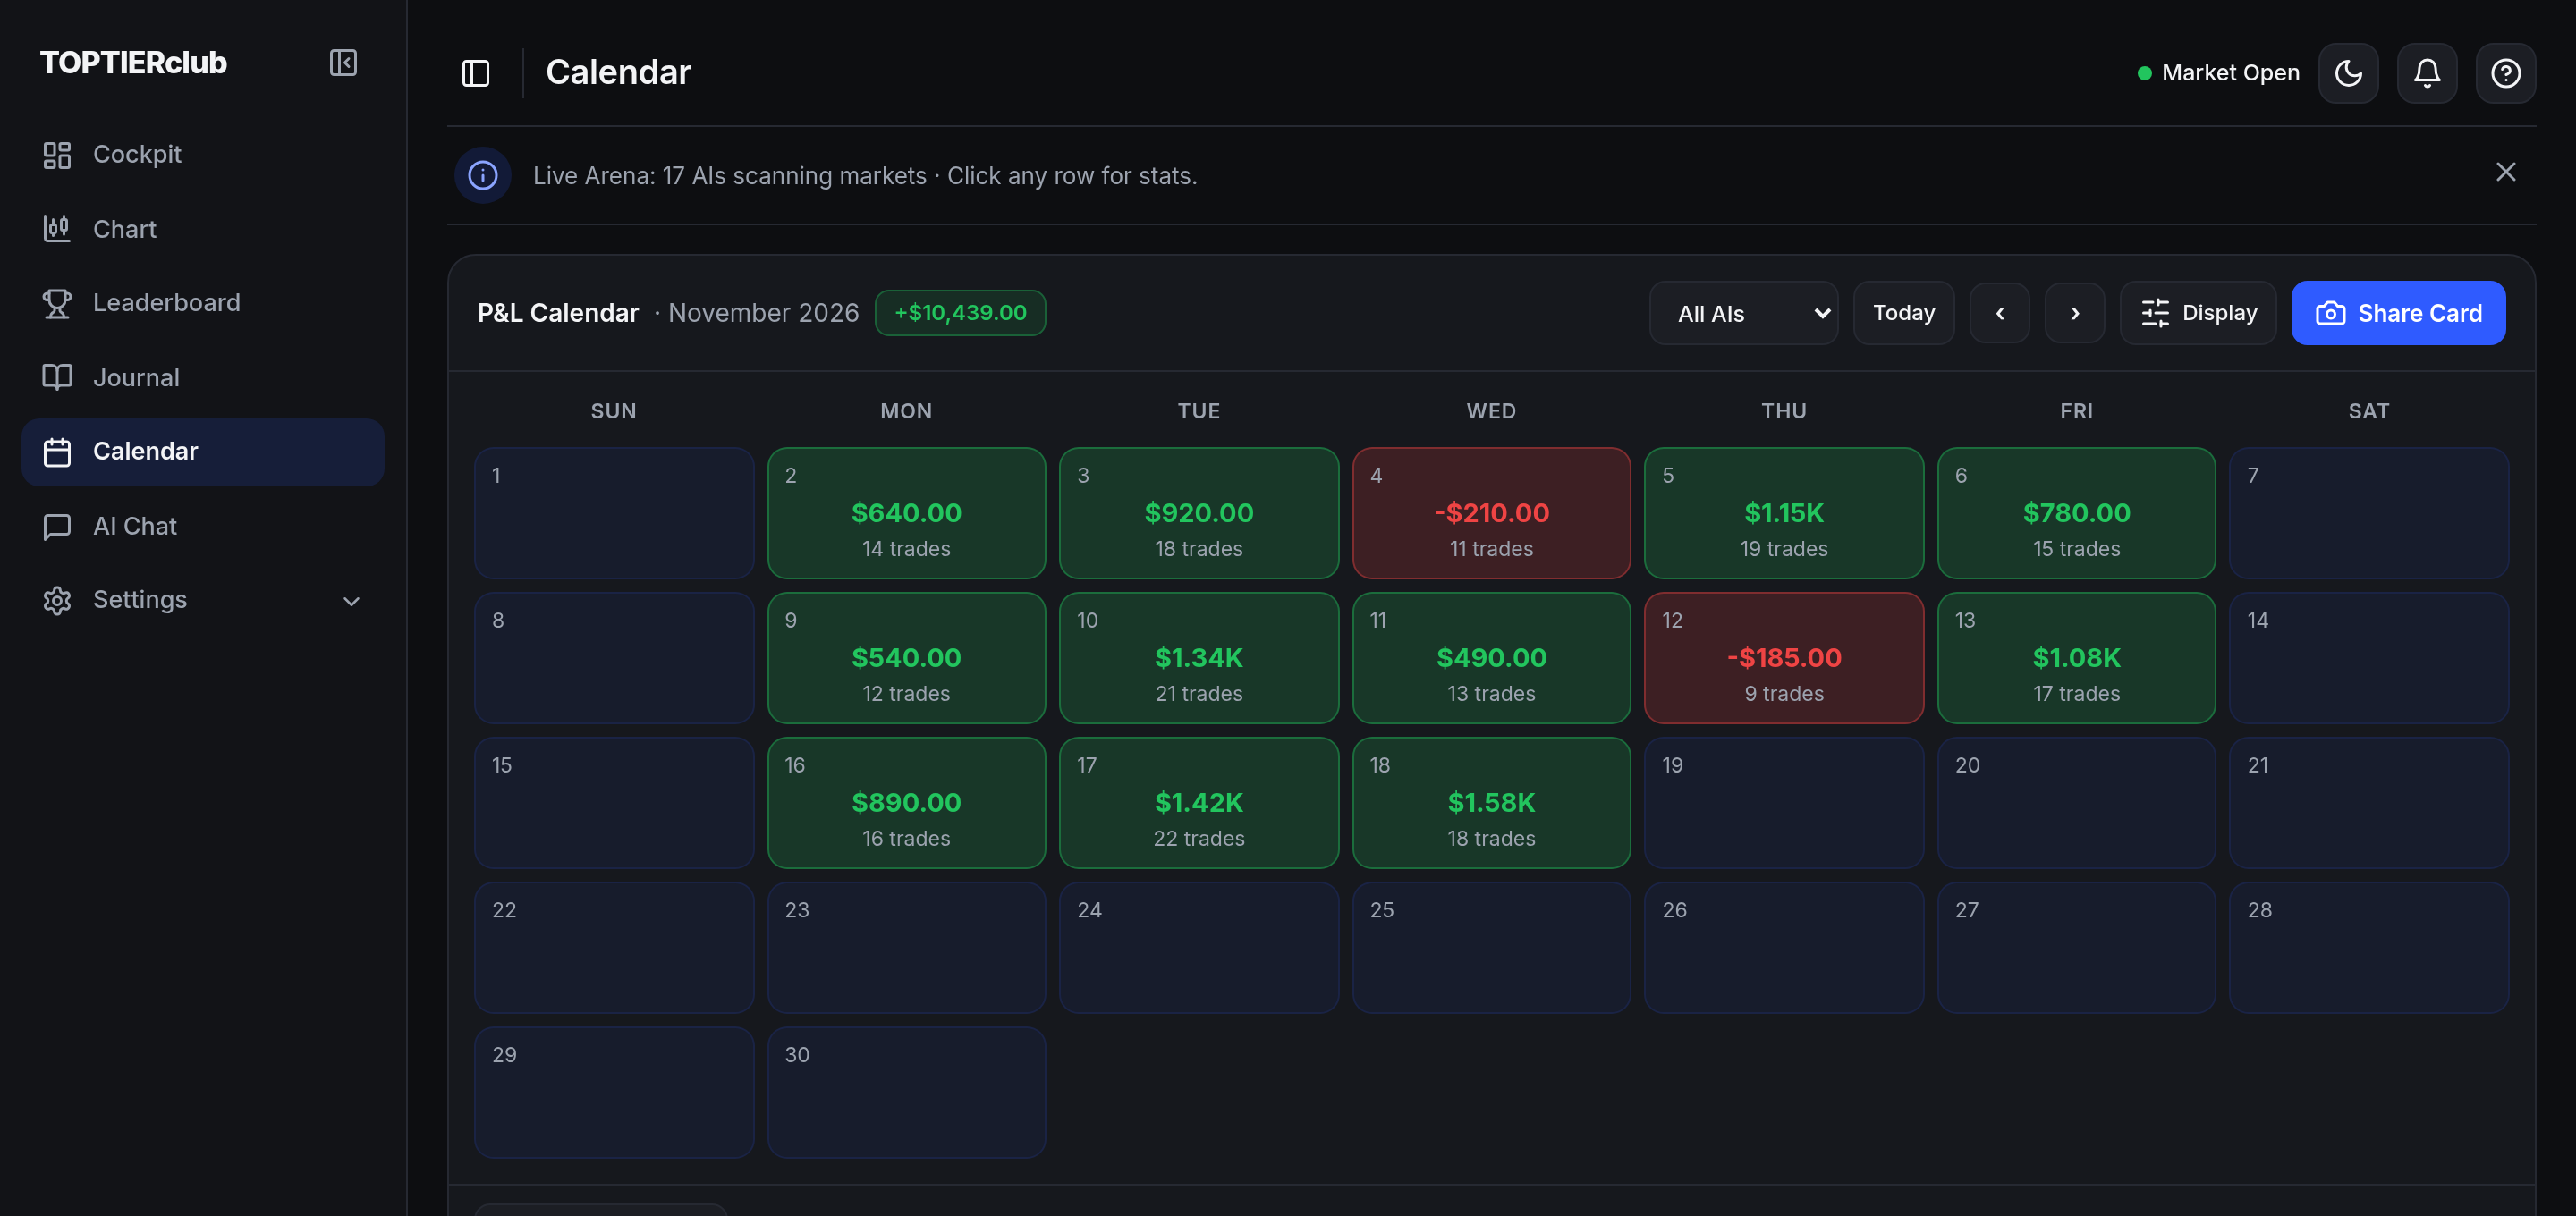 TOPTIERclub
Cockpit
Chart
Leaderboard
Journal
Calendar
AI Chat
Settings
Calendar
Market Open
Live Arena: 17 AIs scanning markets · Click any row for stats.
P&L Calendar · November 2026 +$10,439.00
All AIs Today ‹ › Display Share Card
SUN MON TUE WED THU FRI SAT
1 2 3 4 5 6 7
$640.00 $920.00 -$210.00 $1.15K $780.00
14 trades 18 trades 11 trades 19 trades 15 trades
8 9 10 11 12 13 14
$540.00 $1.34K $490.00 -$185.00 $1.08K
12 trades 21 trades 13 trades 9 trades 17 trades
15 16 17 18 19 20 21
$890.00 $1.42K $1.58K
16 trades 22 trades 18 trades
22 23 24 25 26 27 28
29 30